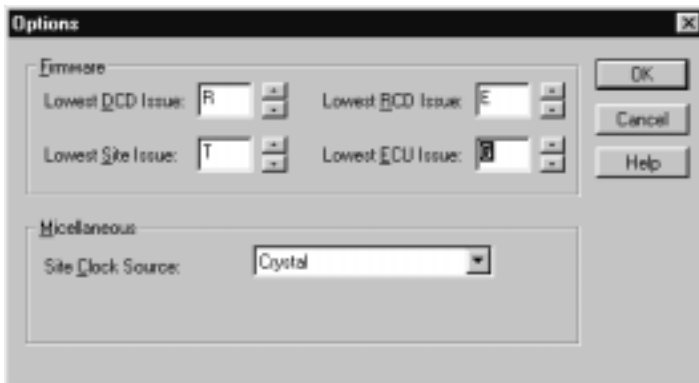 Options
Firmware
Lowest DCD Issue: R
Lowest RCD Issue: E
Lowest Site Issue: T
Lowest ECU Issue:
Micellaneous
Site Clock Source: Crystal
OK
Cancel
Help